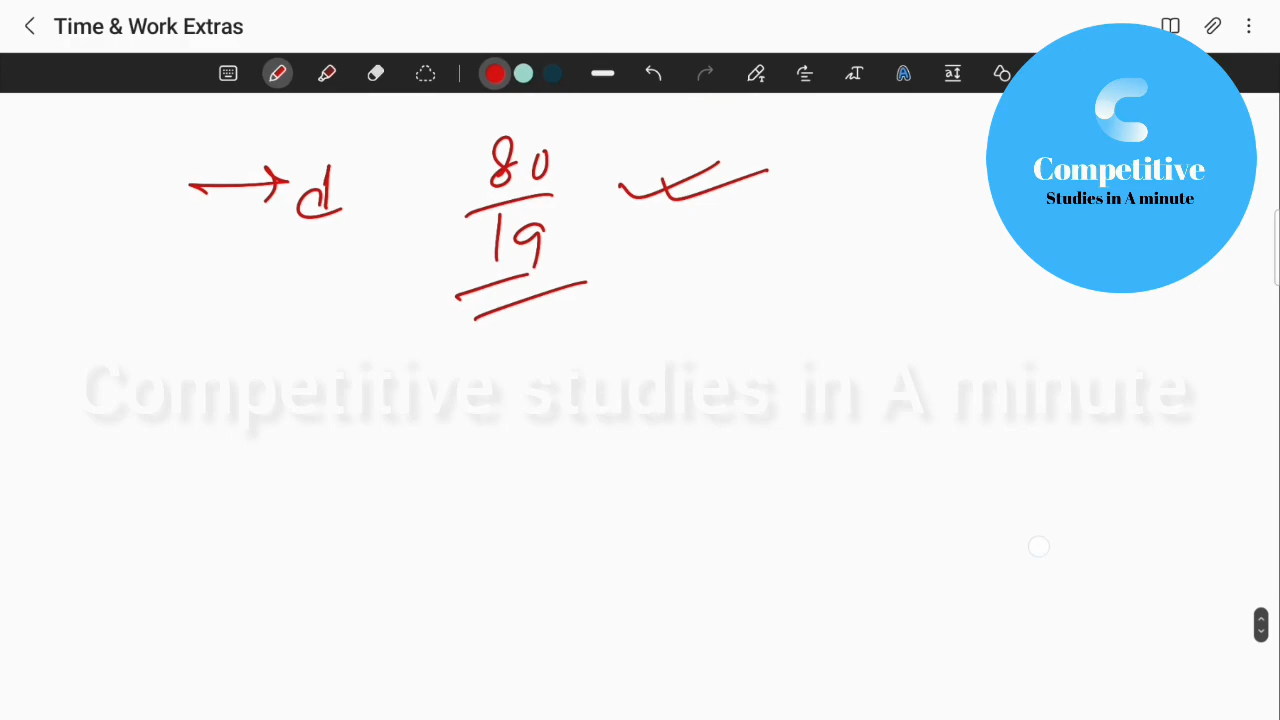 Time & Work Extras
Competitive
Studies in A minute
d
80
19
Competitive studies in A minute